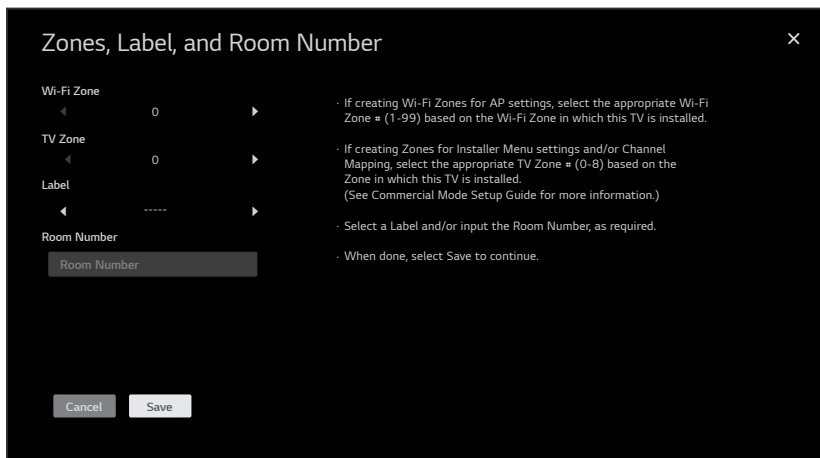 Zones, Label, and Room Number
Wi-Fi Zone
0
TV Zone
0
Label
-----
Room Number
Room Number
· If creating Wi-Fi Zones for AP settings, select the appropriate Wi-Fi
Zone # (1-99) based on the Wi-Fi Zone in which this TV is installed.
· If creating Zones for Installer Menu settings and/or Channel
Mapping, select the appropriate TV Zone # (0-8) based on the
Zone in which this TV is installed.
(See Commercial Mode Setup Guide for more information.)
· Select a Label and/or input the Room Number, as required.
· When done, select Save to continue.
Cancel
Save